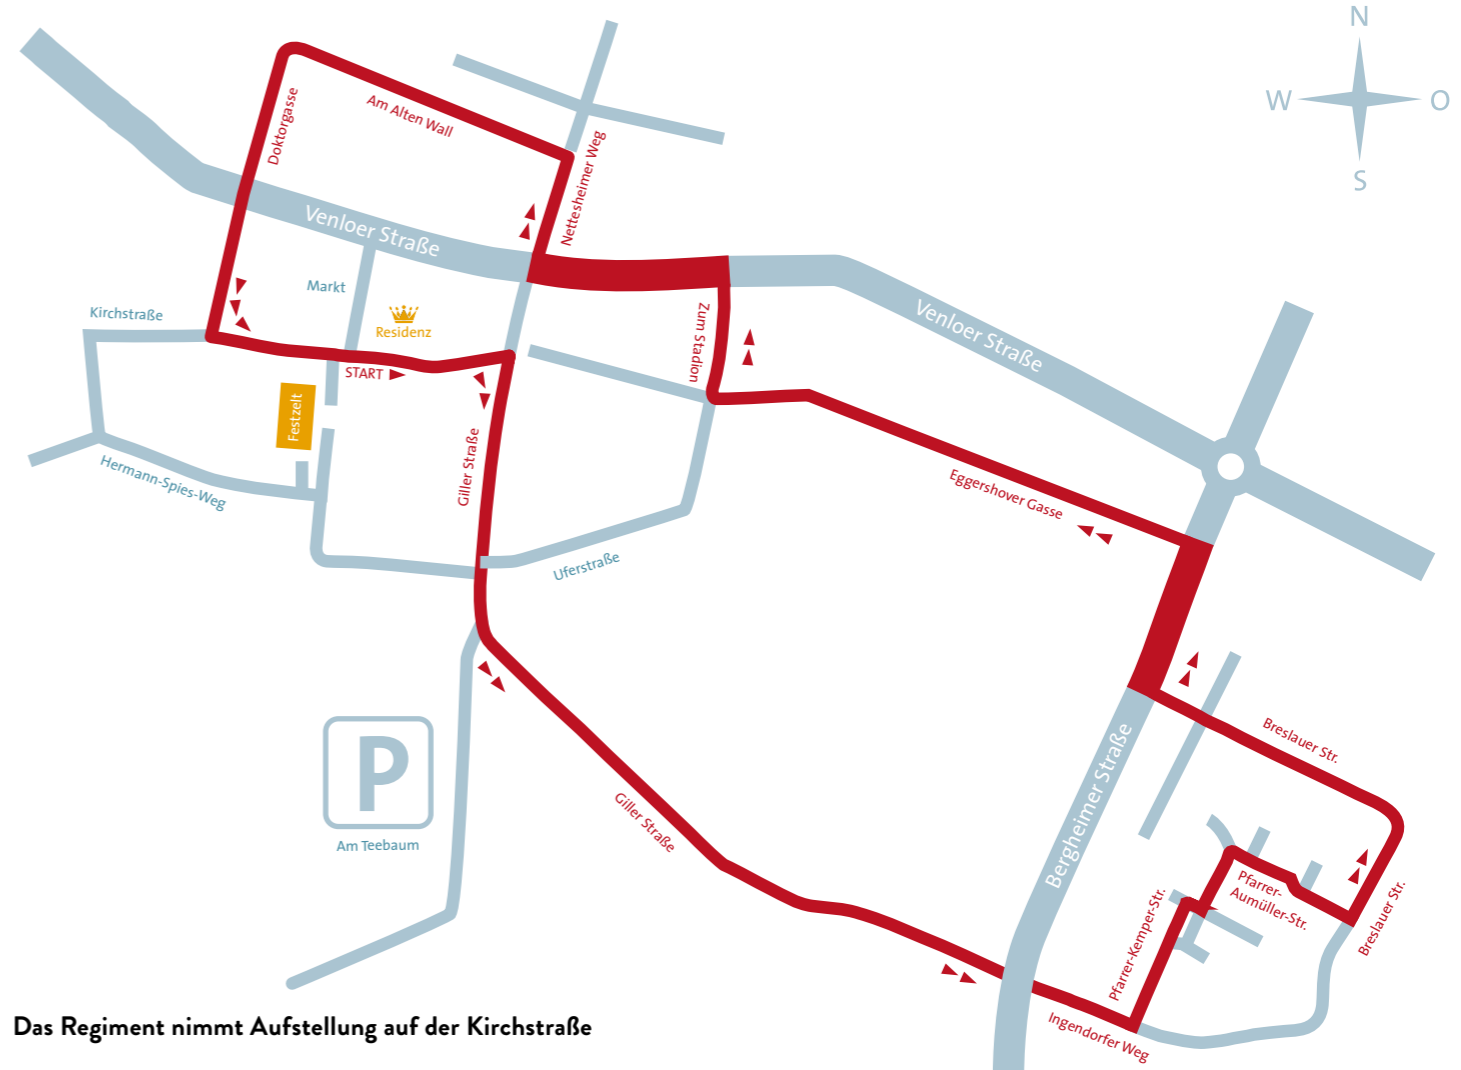 N
W
O
S
Doktorgasse
Am Alten Wall
Nettesheimer Weg
Venloer Straße
Markt
Kirchstraße
Residenz
START
Festzelt
Hermann-Spies-Weg
Giller Straße
Zum Stadion
Venloer Straße
Eggershover Gasse
Uferstraße
P
Am Teebaum
Giller Straße
Bergheimer Straße
Breslauer Str.
Pfarrer-
Aumüller-Str.
Pfarrer-Kemper-Str.
Breslauer Str.
Ingendorfer Weg
Das Regiment nimmt Aufstellung auf der Kirchstraße